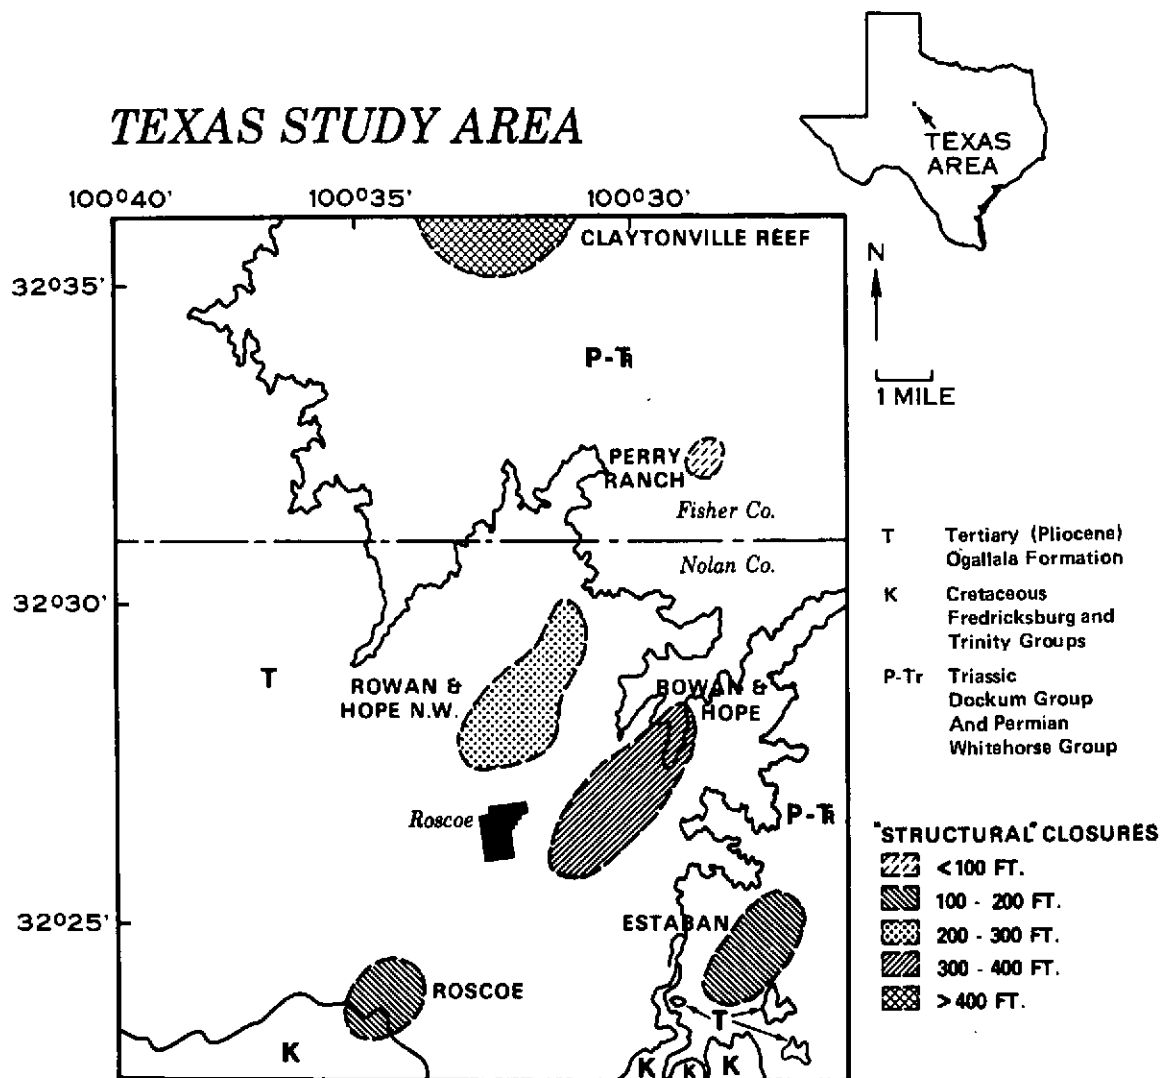 TEXAS STUDY AREA
TEXAS
AREA
100°40' 100°35' 100°30'
CLAYTONVILLE REEF
N
32°35'
1 MILE
P-Tr
PERRY
RANCH
Fisher Co.
Nolan Co.
32°30'
T
ROWAN &
HOPE N.W.
ROWAN &
HOPE
Roscoe
P-Tr
32°25'
ESTABAN
ROSCOE
T
K
K
K
K
T Tertiary (Pliocene)
Ogallala Formation
K Cretaceous
Fredricksburg and
Trinity Groups
P-Tr Triassic
Dockum Group
And Permian
Whitehorse Group
"STRUCTURAL" CLOSURES
<100 FT.
100 - 200 FT.
200 - 300 FT.
300 - 400 FT.
>400 FT.